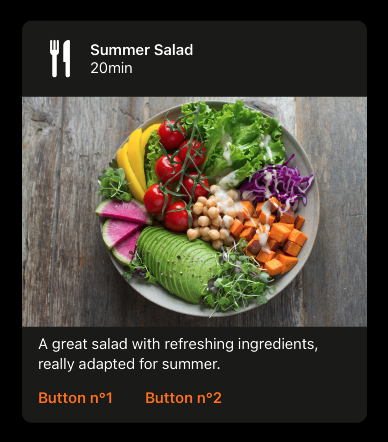 Summer Salad
20min
A great salad with refreshing ingredients,
really adapted for summer.
Button n°1
Button n°2